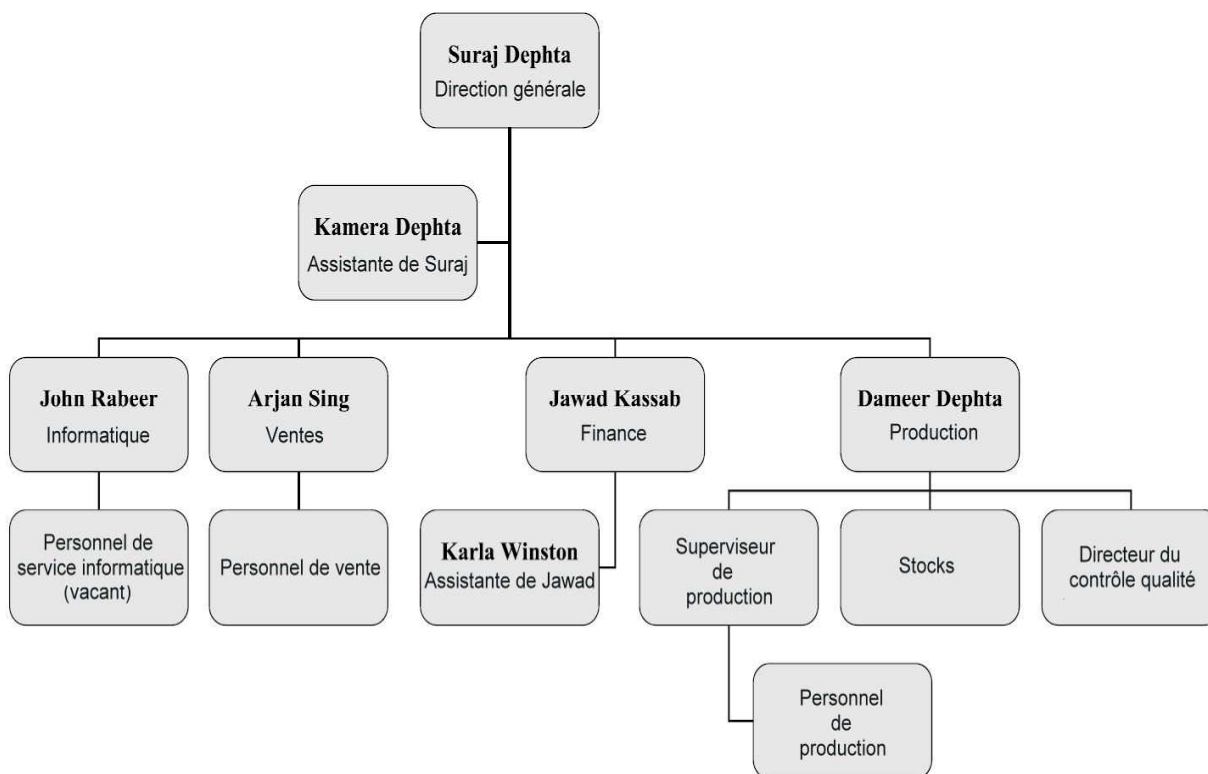 Suraj Dephta
Direction générale
Kamera Dephta
Assistante de Suraj
John Rabeer
Informatique
Arjan Sing
Ventes
Jawad Kassab
Finance
Dameer Dephta
Production
Personnel de
service informatique
(vacant)
Personnel de vente
Karla Winston
Assistante de Jawad
Superviseur
de
production
Stocks
Directeur du
contrôle qualité
Personnel
de
production